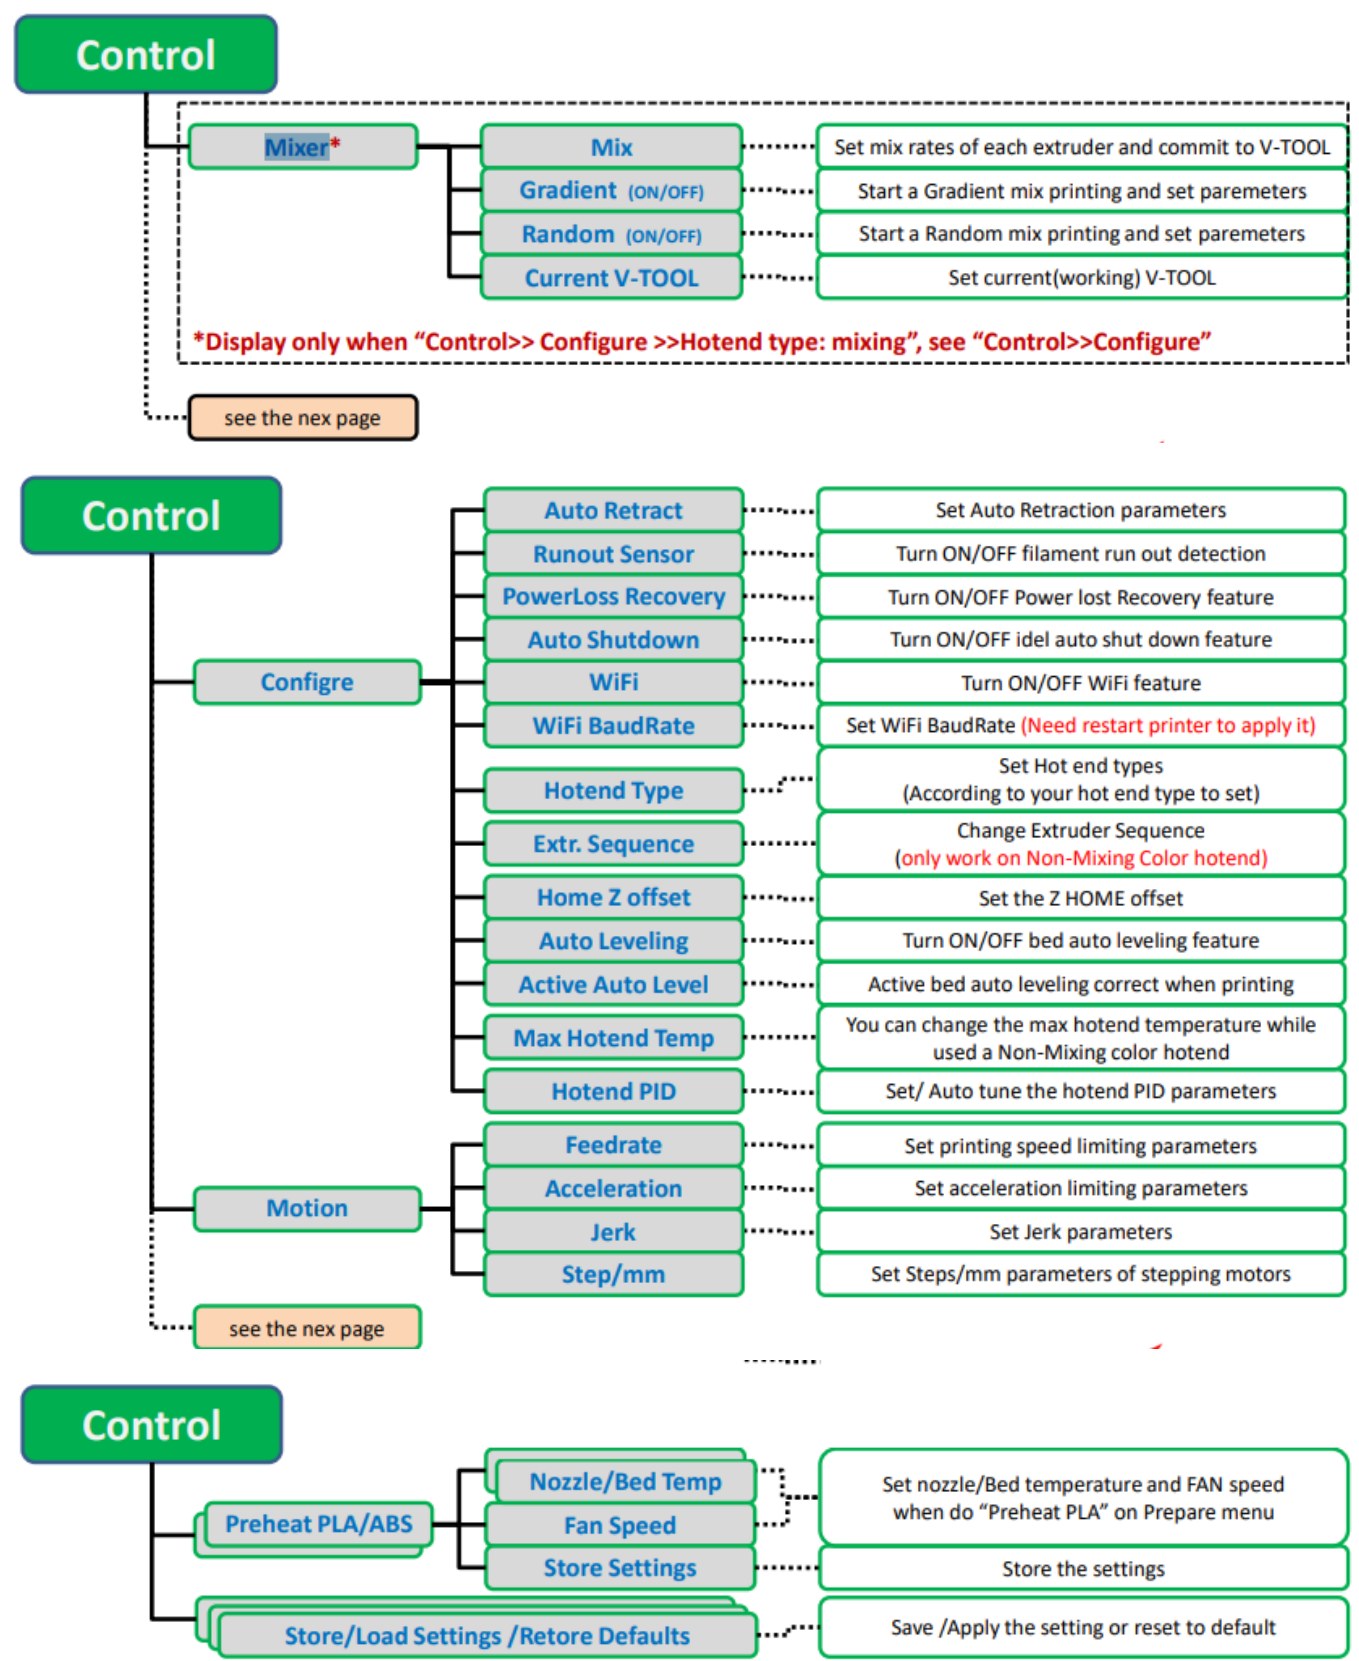 Control
Mixer*
Mix
Set mix rates of each extruder and commit to V-TOOL
Gradient (ON/OFF)
Start a Gradient mix printing and set paremeters
Random (ON/OFF)
Start a Random mix printing and set paremeters
Current V-TOOL
Set current(working) V-TOOL
*Display only when “Control>> Configure >>Hotend type: mixing”, see “Control>>Configure”
see the nex page
Control
Configre
Auto Retract
Set Auto Retraction parameters
Runout Sensor
Turn ON/OFF filament run out detection
PowerLoss Recovery
Turn ON/OFF Power lost Recovery feature
Auto Shutdown
Turn ON/OFF idel auto shut down feature
WiFi
Turn ON/OFF WiFi feature
WiFi BaudRate
Set WiFi BaudRate (Need restart printer to apply it)
Hotend Type
Set Hot end types
(According to your hot end type to set)
Extr. Sequence
Change Extruder Sequence
(only work on Non-Mixing Color hotend)
Home Z offset
Set the Z HOME offset
Auto Leveling
Turn ON/OFF bed auto leveling feature
Active Auto Level
Active bed auto leveling correct when printing
Max Hotend Temp
You can change the max hotend temperature while
used a Non-Mixing color hotend
Hotend PID
Set/ Auto tune the hotend PID parameters
Motion
Feedrate
Set printing speed limiting parameters
Acceleration
Set acceleration limiting parameters
Jerk
Set Jerk parameters
Step/mm
Set Steps/mm parameters of stepping motors
see the nex page
Control
Preheat PLA/ABS
Nozzle/Bed Temp
Fan Speed
Set nozzle/Bed temperature and FAN speed
when do “Preheat PLA” on Prepare menu
Store Settings
Store the settings
Store/Load Settings /Retore Defaults
Save /Apply the setting or reset to default